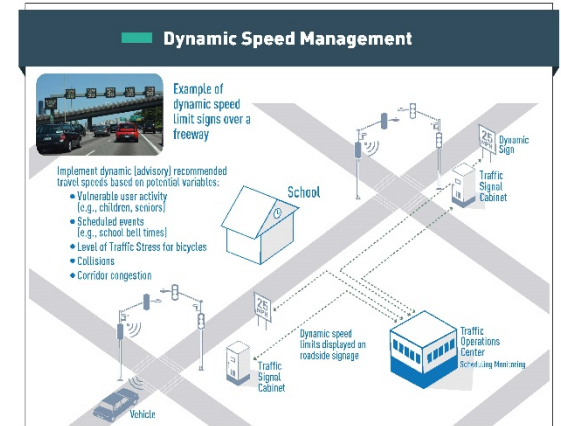 Dynamic Speed Management
Example of
dynamic speed
limit signs over a
freeway
Implement dynamic (advisory) recommended
travel speeds based on potential variables:
• Vulnerable user activity
(e.g., children, seniors)
• Scheduled events
(e.g., school bell times)
• Level of Traffic Stress for bicycles
• Collisions
• Corridor congestion
School
25
MPH
Dynamic
Sign
Traffic
Signal
Cabinet
25
MPH
Dynamic speed
limits displayed on
roadside signage
Traffic
Operations
Center
Scheduling Monitoring
Traffic
Signal
Cabinet
Vehicle